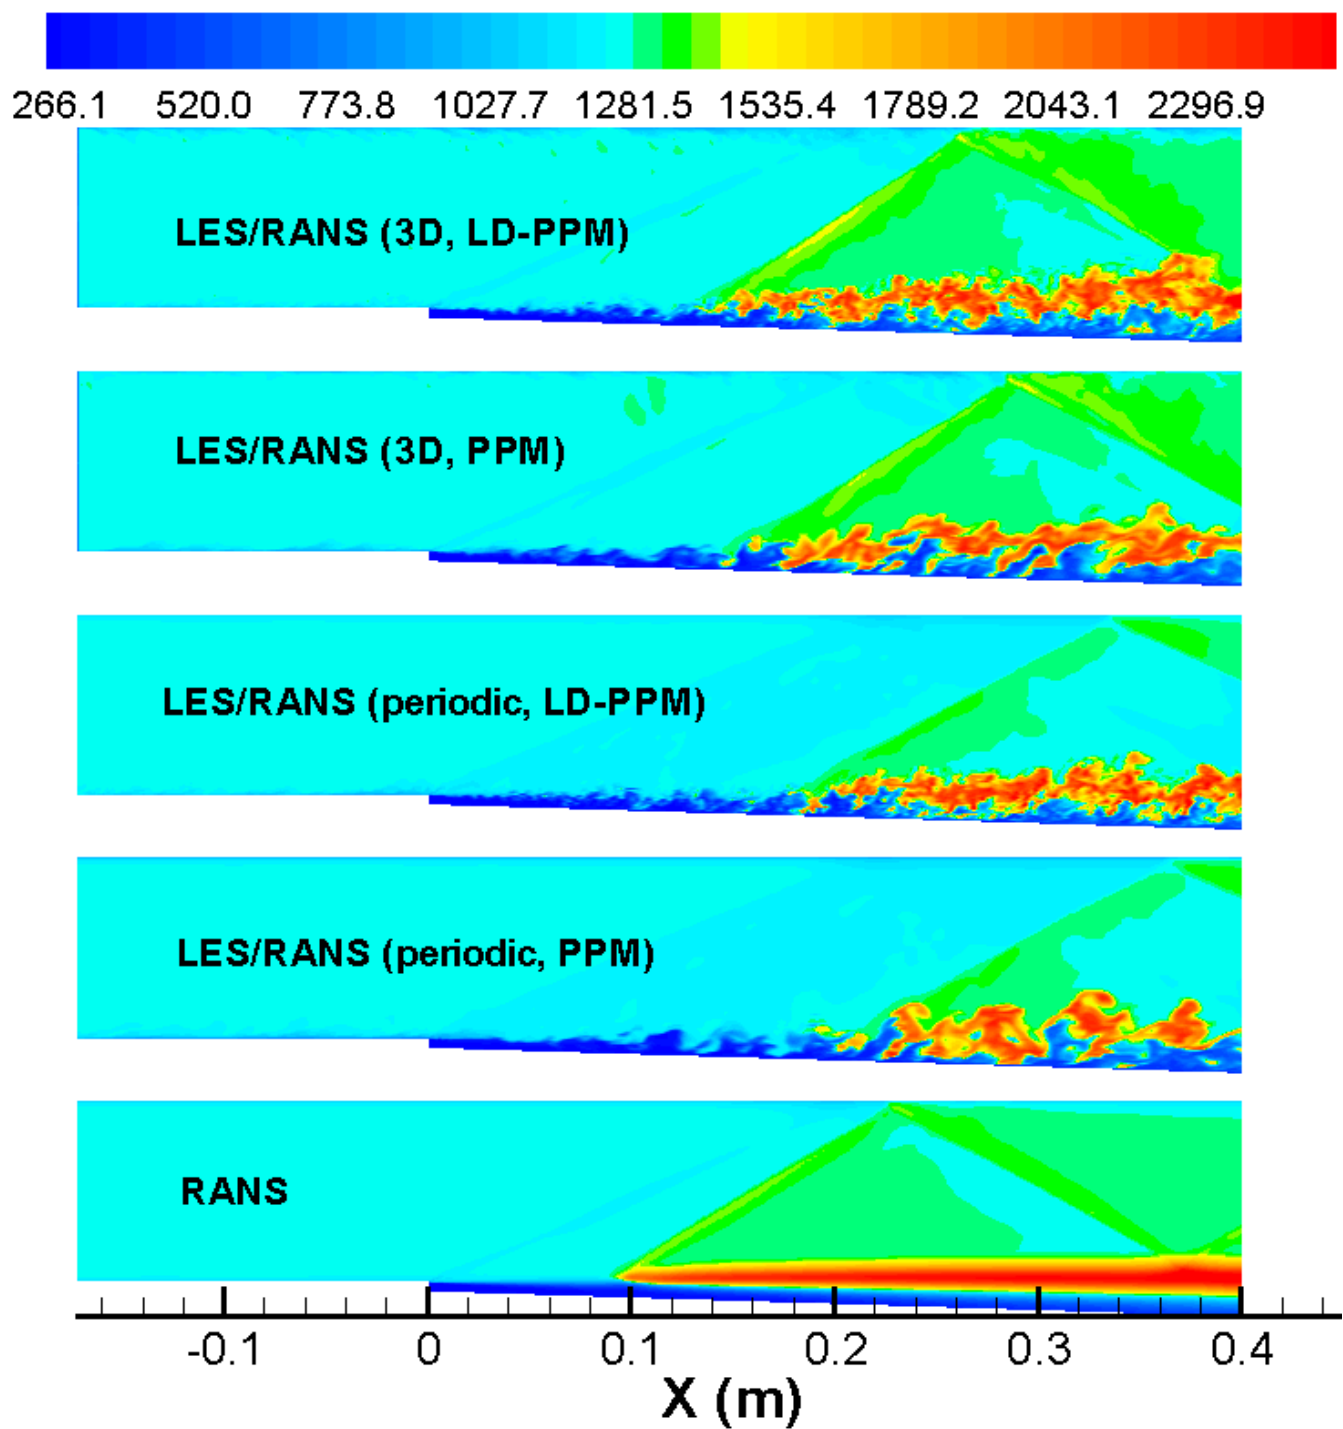 266.1 520.0 773.8 1027.7 1281.5 1535.4 1789.2 2043.1 2296.9
LES/RANS (3D, LD-PPM)
LES/RANS (3D, PPM)
LES/RANS (periodic, LD-PPM)
LES/RANS (periodic, PPM)
RANS
-0.1 0 0.1 0.2 0.3 0.4
X (m)